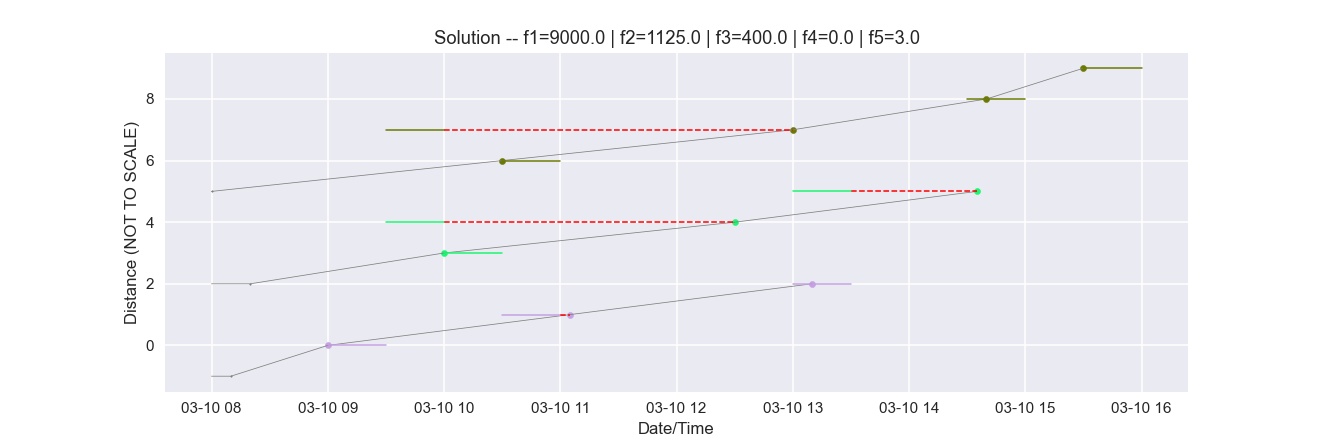 Solution -- f1=9000.0 | f2=1125.0 | f3=400.0 | f4=0.0 | f5=3.0
Distance (NOT TO SCALE)
8
6
4
2
0
03-10 08 03-10 09 03-10 10 03-10 11 03-10 12 03-10 13 03-10 14 03-10 15 03-10 16
Date/Time